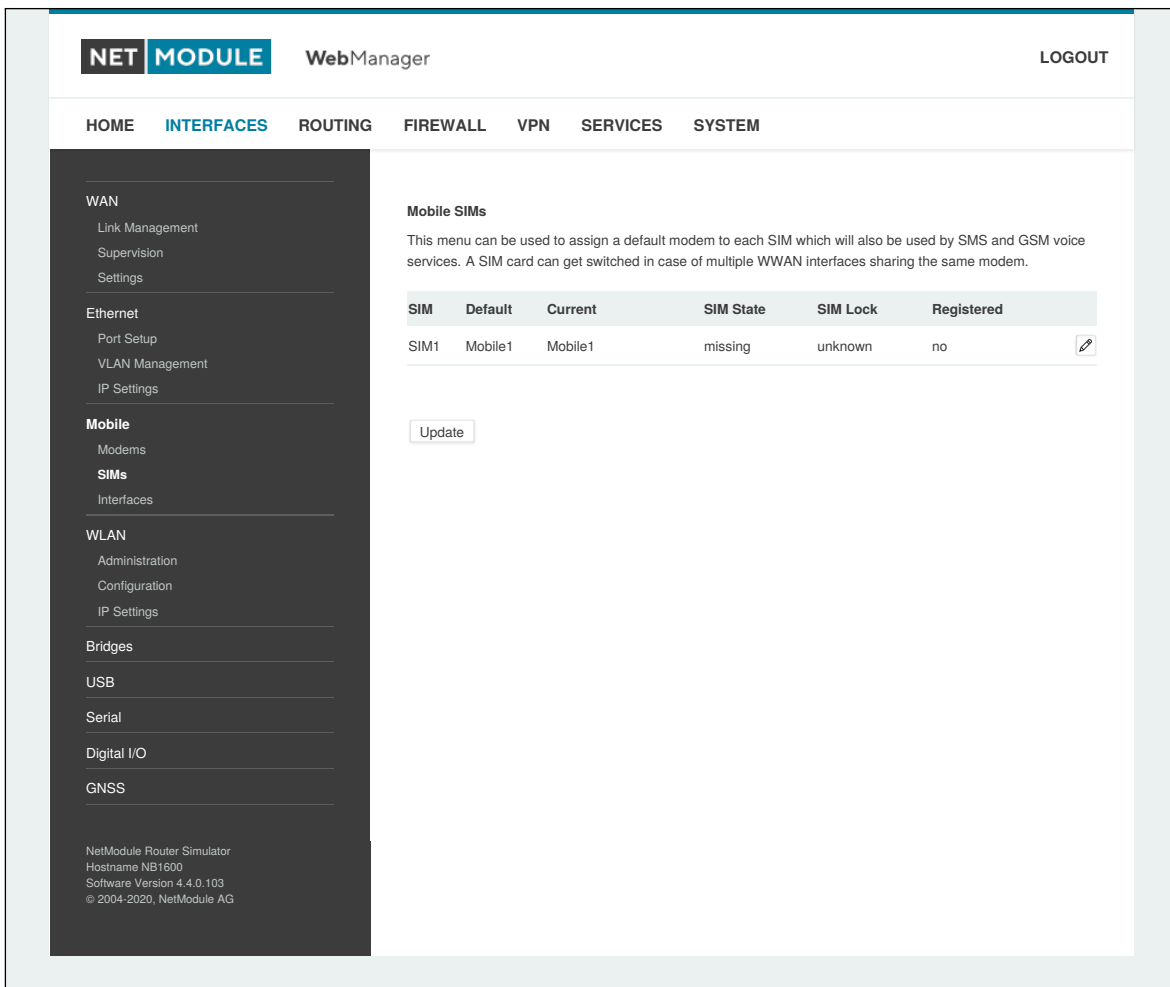 NET MODULE WebManager LOGOUT
HOME INTERFACES ROUTING FIREWALL VPN SERVICES SYSTEM
WAN
Link Management
Supervision
Settings
Ethernet
Port Setup
VLAN Management
IP Settings
Mobile
Modems
SIMs
Interfaces
WLAN
Administration
Configuration
IP Settings
Bridges
USB
Serial
Digital I/O
GNSS
NetModule Router Simulator
Hostname NB1600
Software Version 4.4.0.103
© 2004-2020, NetModule AG
Mobile SIMs
This menu can be used to assign a default modem to each SIM which will also be used by SMS and GSM voice
services. A SIM card can get switched in case of multiple WWAN interfaces sharing the same modem.
SIM Default Current SIM State SIM Lock Registered
SIM1 Mobile1 Mobile1 missing unknown no
Update